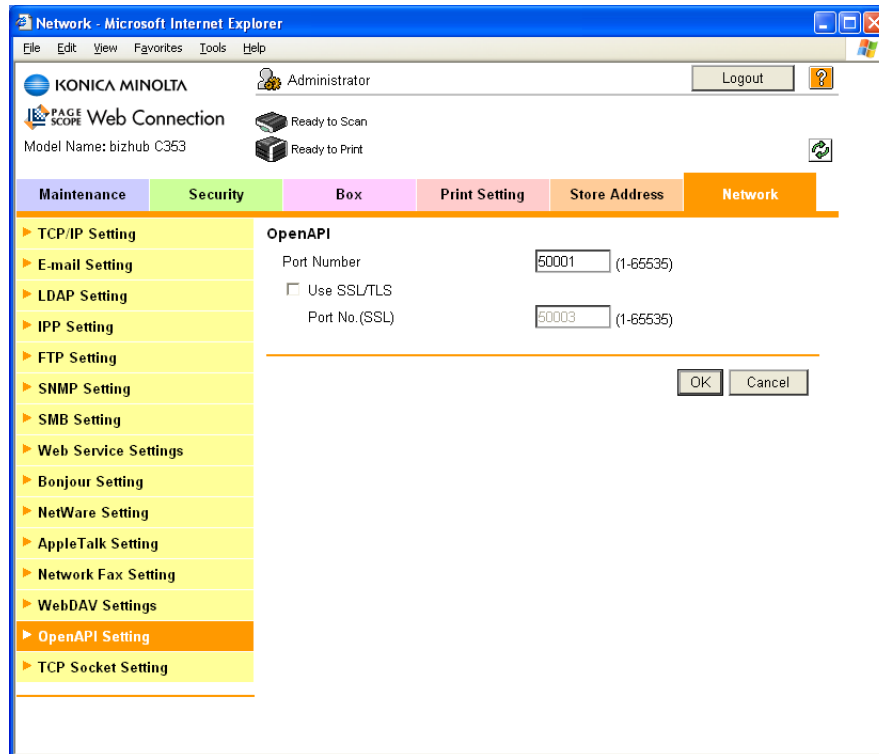 Network - Microsoft Internet Explorer
File Edit View Favorites Tools Help
KONICA MINOLTA
Administrator
Logout
?
PAGE SCOPE Web Connection
Ready to Scan
Model Name: bizhub C353
Ready to Print
Maintenance Security Box Print Setting Store Address Network
TCP/IP Setting
E-mail Setting
LDAP Setting
IPP Setting
FTP Setting
SNMP Setting
SMB Setting
Web Service Settings
Bonjour Setting
NetWare Setting
AppleTalk Setting
Network Fax Setting
WebDAV Settings
OpenAPI Setting
TCP Socket Setting
OpenAPI
Port Number 50001 (1-65535)
Use SSL/TLS
Port No.(SSL) 50003 (1-65535)
OK Cancel